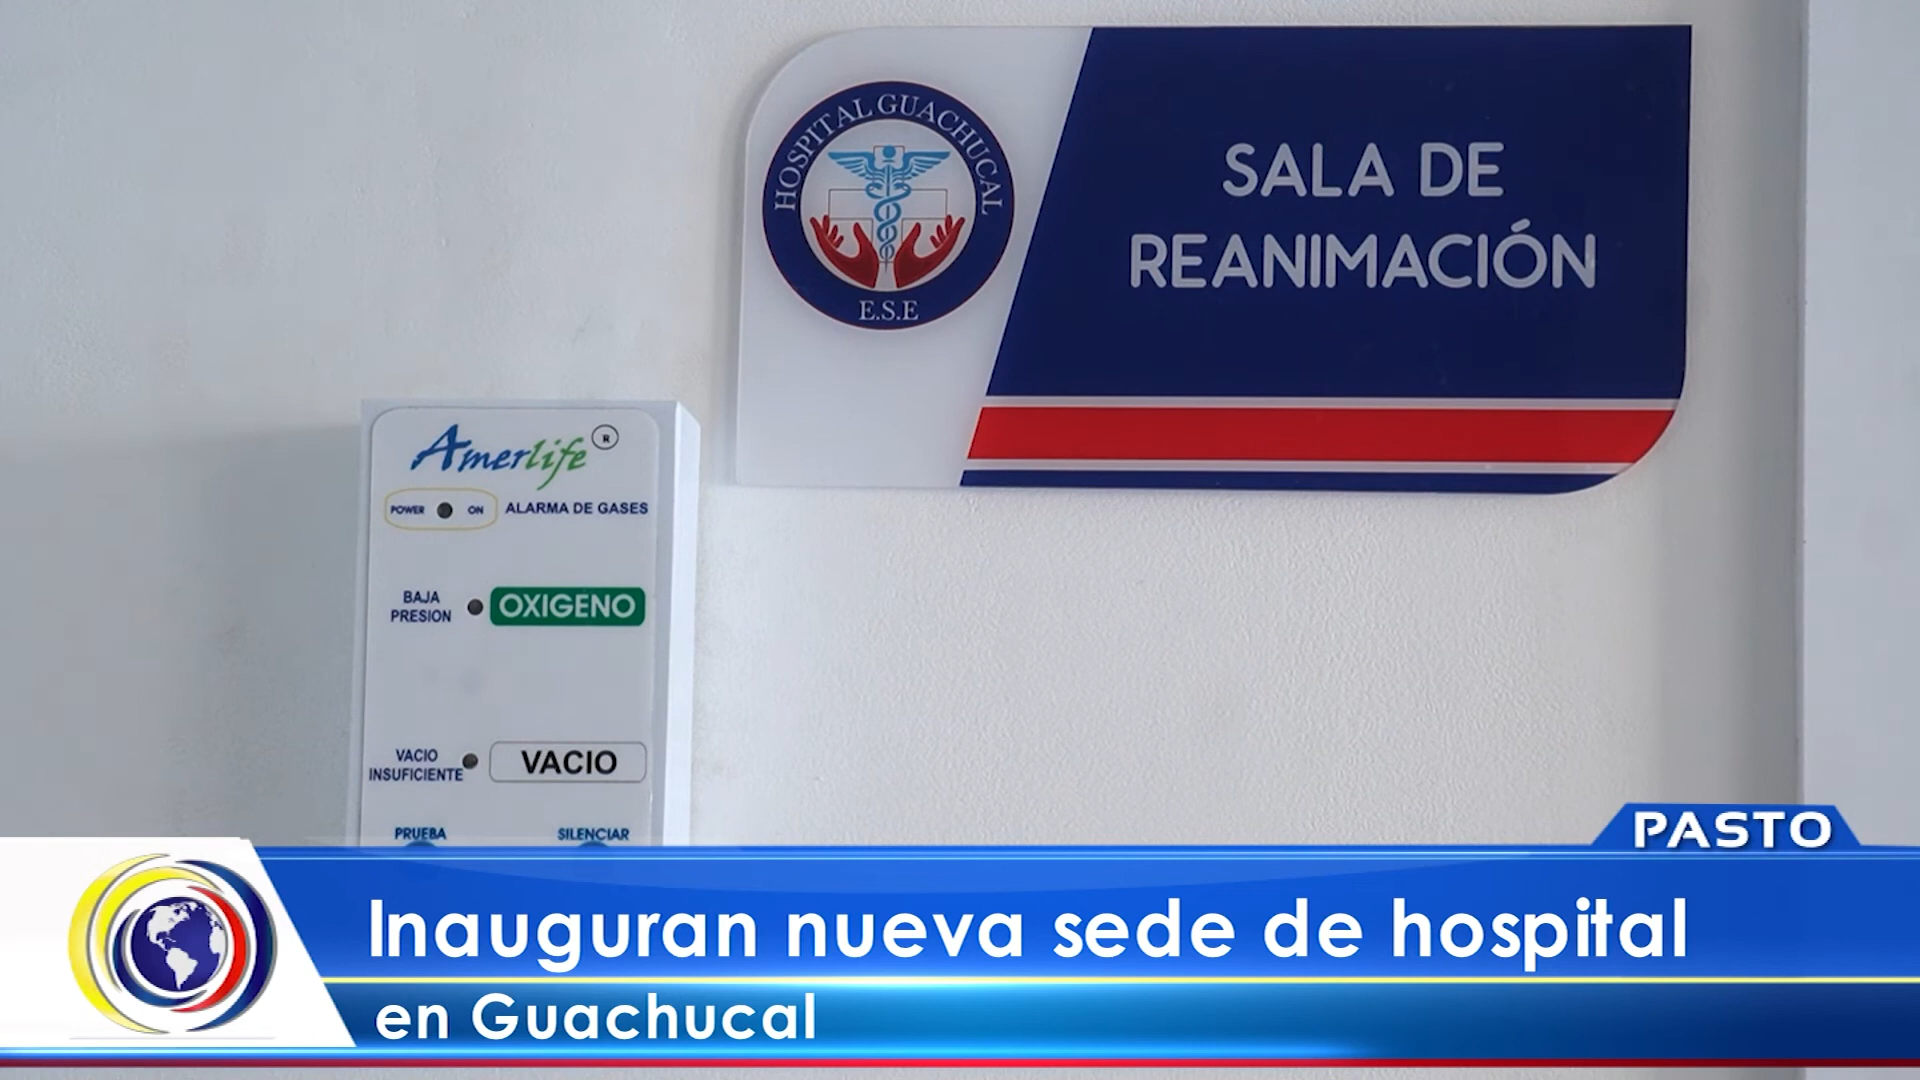 HOSPITAL GUACHUCAL
E.S.E
SALA DE
REANIMACIÓN
Amerlife ®
POWER ON ALARMA DE GASES
BAJA
PRESION
OXIGENO
VACIO
INSUFICIENTE
VACIO
PRUEBA SILENCIAR
PASTO
Inauguran nueva sede de hospital
en Guachucal